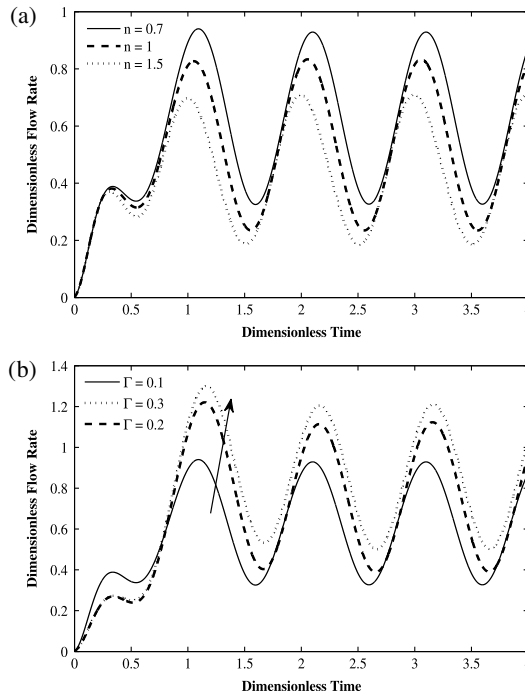 (a)
1
n = 0.7
n = 1
n = 1.5
0.8
0.6
0.4
0.2
0
Dimensionless Flow Rate
0 0.5 1 1.5 2 2.5 3 3.5
Dimensionless Time
(b)
1.4
Γ = 0.1
Γ = 0.3
Γ = 0.2
1.2
1
0.8
0.6
0.4
0.2
0
Dimensionless Flow Rate
0 0.5 1 1.5 2 2.5 3 3.5
Dimensionless Time